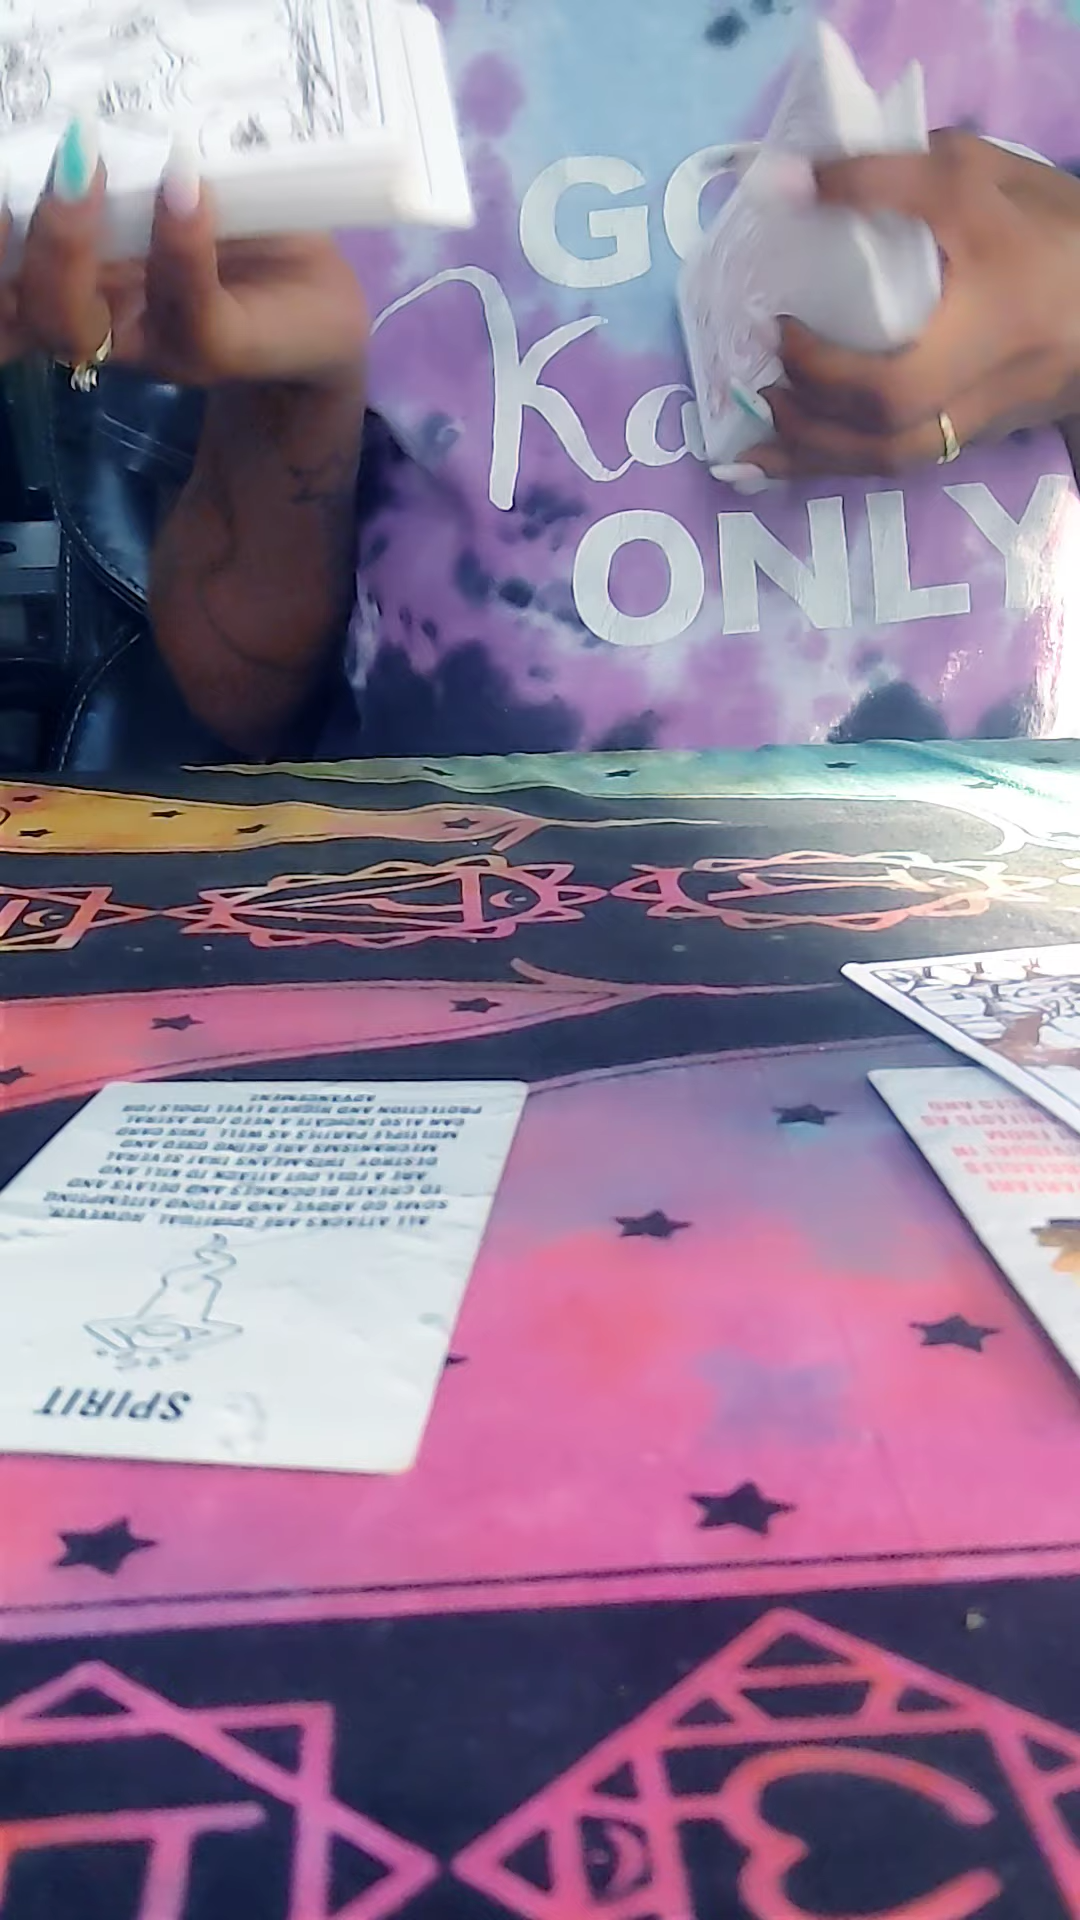 GO
Ka
ONLY
SPIRIT
ALL ATTACKS ARE SPIRITUAL. HOWEVER,
SOME GO ABOVE AND BEYOND ATTEMPTING
TO CREATE BLOCKAGES AND DELAYS AND
ARE A FULL OUT ATTACK TO KILL AND
DESTROY. THIS MEANS THAT SEVERAL
MECHANISMS ARE BEING USED AND
MULTIPLE PARTIES AS WELL. THIS CARD
CAN ALSO INDICATE A NEED FOR ASTRAL
PROTECTION AND HIGHER LEVEL TOOLS FOR
ADVANCEMENT